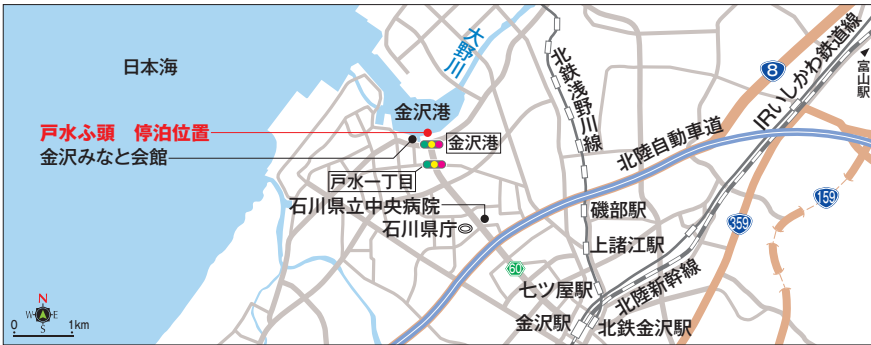 日本海
大野川
金沢港
戸水ふ頭　停泊位置
金沢みなと会館
金沢港
戸水一丁目
石川県立中央病院
石川県庁
北鉄浅野川線
北陸自動車道
IRいしかわ鉄道線
富山駅
8
159
359
60
磯部駅
上諸江駅
七ツ屋駅
北陸新幹線
金沢駅
北鉄金沢駅
N
W
E
S
0
1km